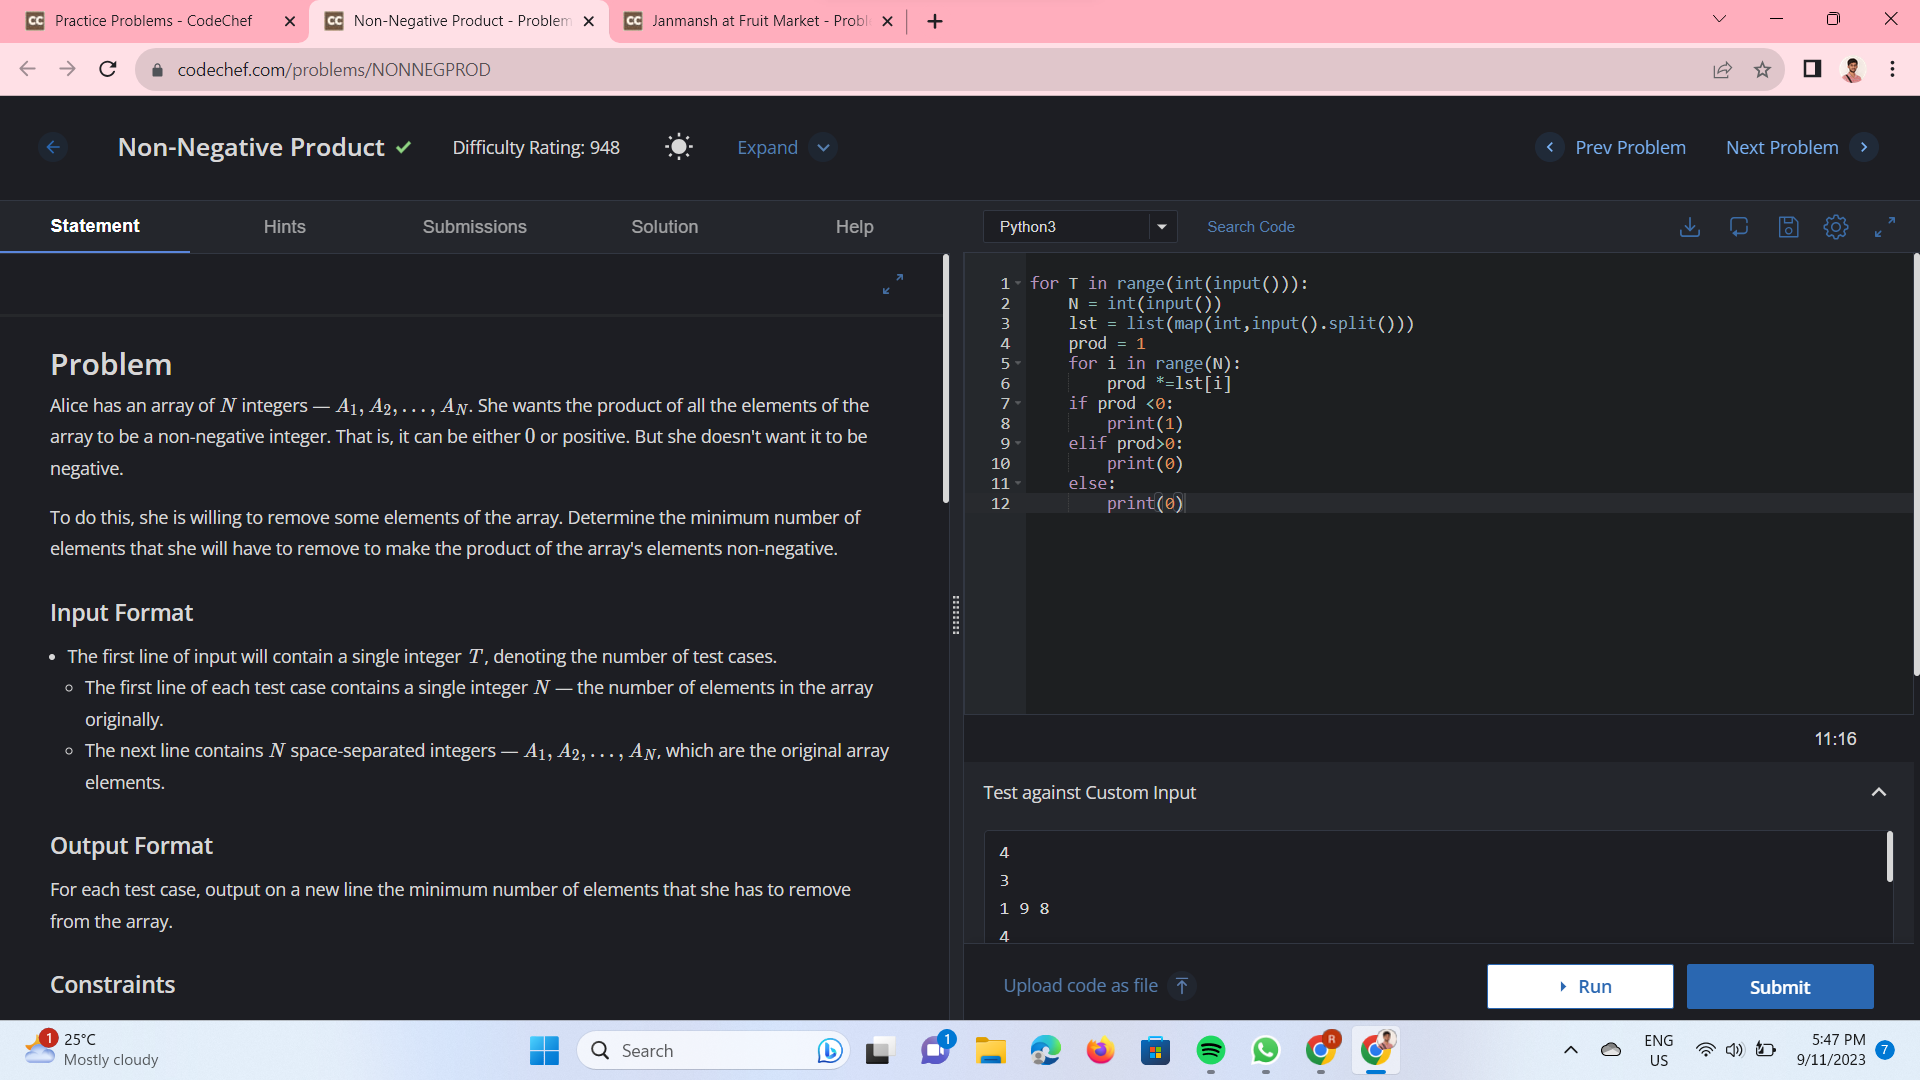 Practice Problems - CodeChef
Non-Negative Product - Problem
Janmansh at Fruit Market - Proble
codechef.com/problems/NONNEGPROD
Non-Negative Product
Difficulty Rating: 948
Expand
Prev Problem
Next Problem
Statement
Hints
Submissions
Solution
Help
Problem
Alice has an array of N integers — A1, A2, . . . , AN. She wants the product of all the elements of the
array to be a non-negative integer. That is, it can be either 0 or positive. But she doesn't want it to be
negative.
To do this, she is willing to remove some elements of the array. Determine the minimum number of
elements that she will have to remove to make the product of the array's elements non-negative.
Input Format
• The first line of input will contain a single integer T, denoting the number of test cases.
◦ The first line of each test case contains a single integer N — the number of elements in the array
originally.
◦ The next line contains N space-separated integers — A1, A2, . . . , AN, which are the original array
elements.
Output Format
For each test case, output on a new line the minimum number of elements that she has to remove
from the array.
Constraints
Python3
Search Code
1 for T in range(int(input())):
2     N = int(input())
3     lst = list(map(int,input().split()))
4     prod = 1
5     for i in range(N):
6         prod *=lst[i]
7     if prod <0:
8         print(1)
9     elif prod>0:
10         print(0)
11     else:
12         print(0)
11:16
Test against Custom Input
4
3
1 9 8
4
Upload code as file
Run
Submit
1
25°C
Mostly cloudy
Search
1
R
ENG
US
5:47 PM
9/11/2023
7